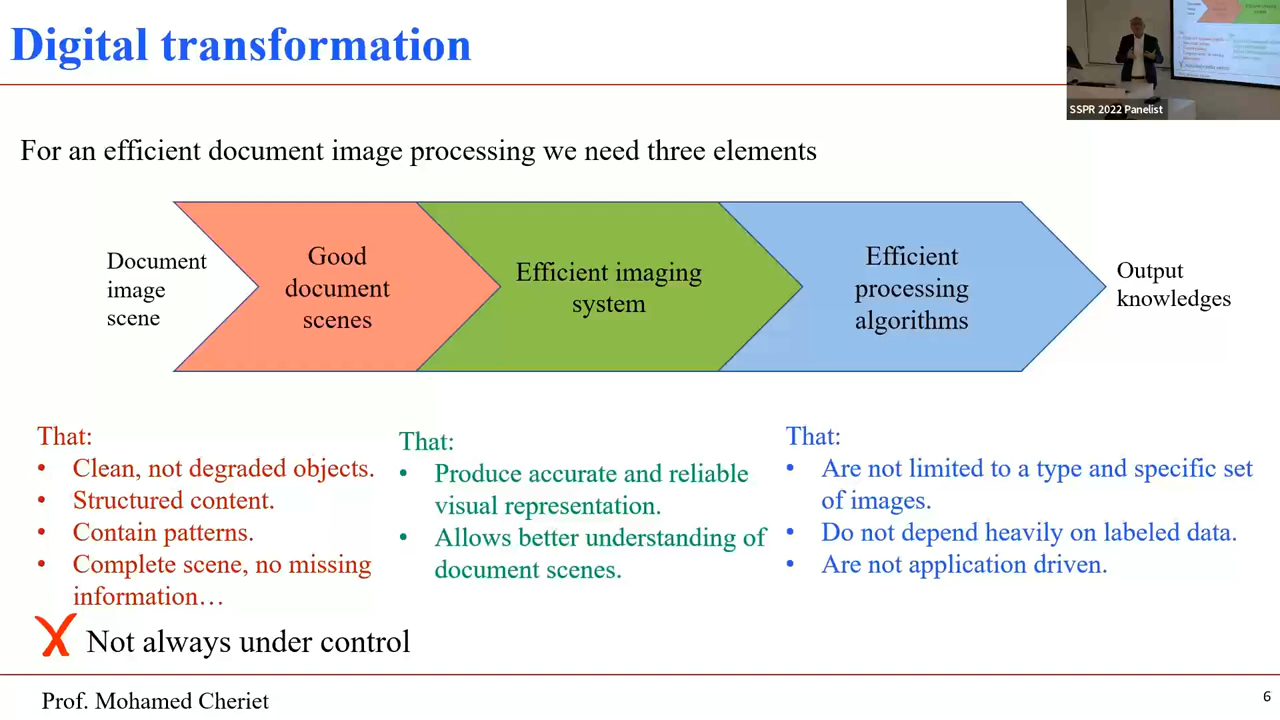 Digital transformation
SSPR 2022 Panelist
For an efficient document image processing we need three elements
Document
image
scene
Good
document
scenes
Efficient imaging
system
Efficient
processing
algorithms
Output
knowledges
That:
• Clean, not degraded objects.
• Structured content.
• Contain patterns.
• Complete scene, no missing
information…
That:
• Produce accurate and reliable
visual representation.
• Allows better understanding of
document scenes.
That:
• Are not limited to a type and specific set
of images.
• Do not depend heavily on labeled data.
• Are not application driven.
X Not always under control
Prof. Mohamed Cheriet
6